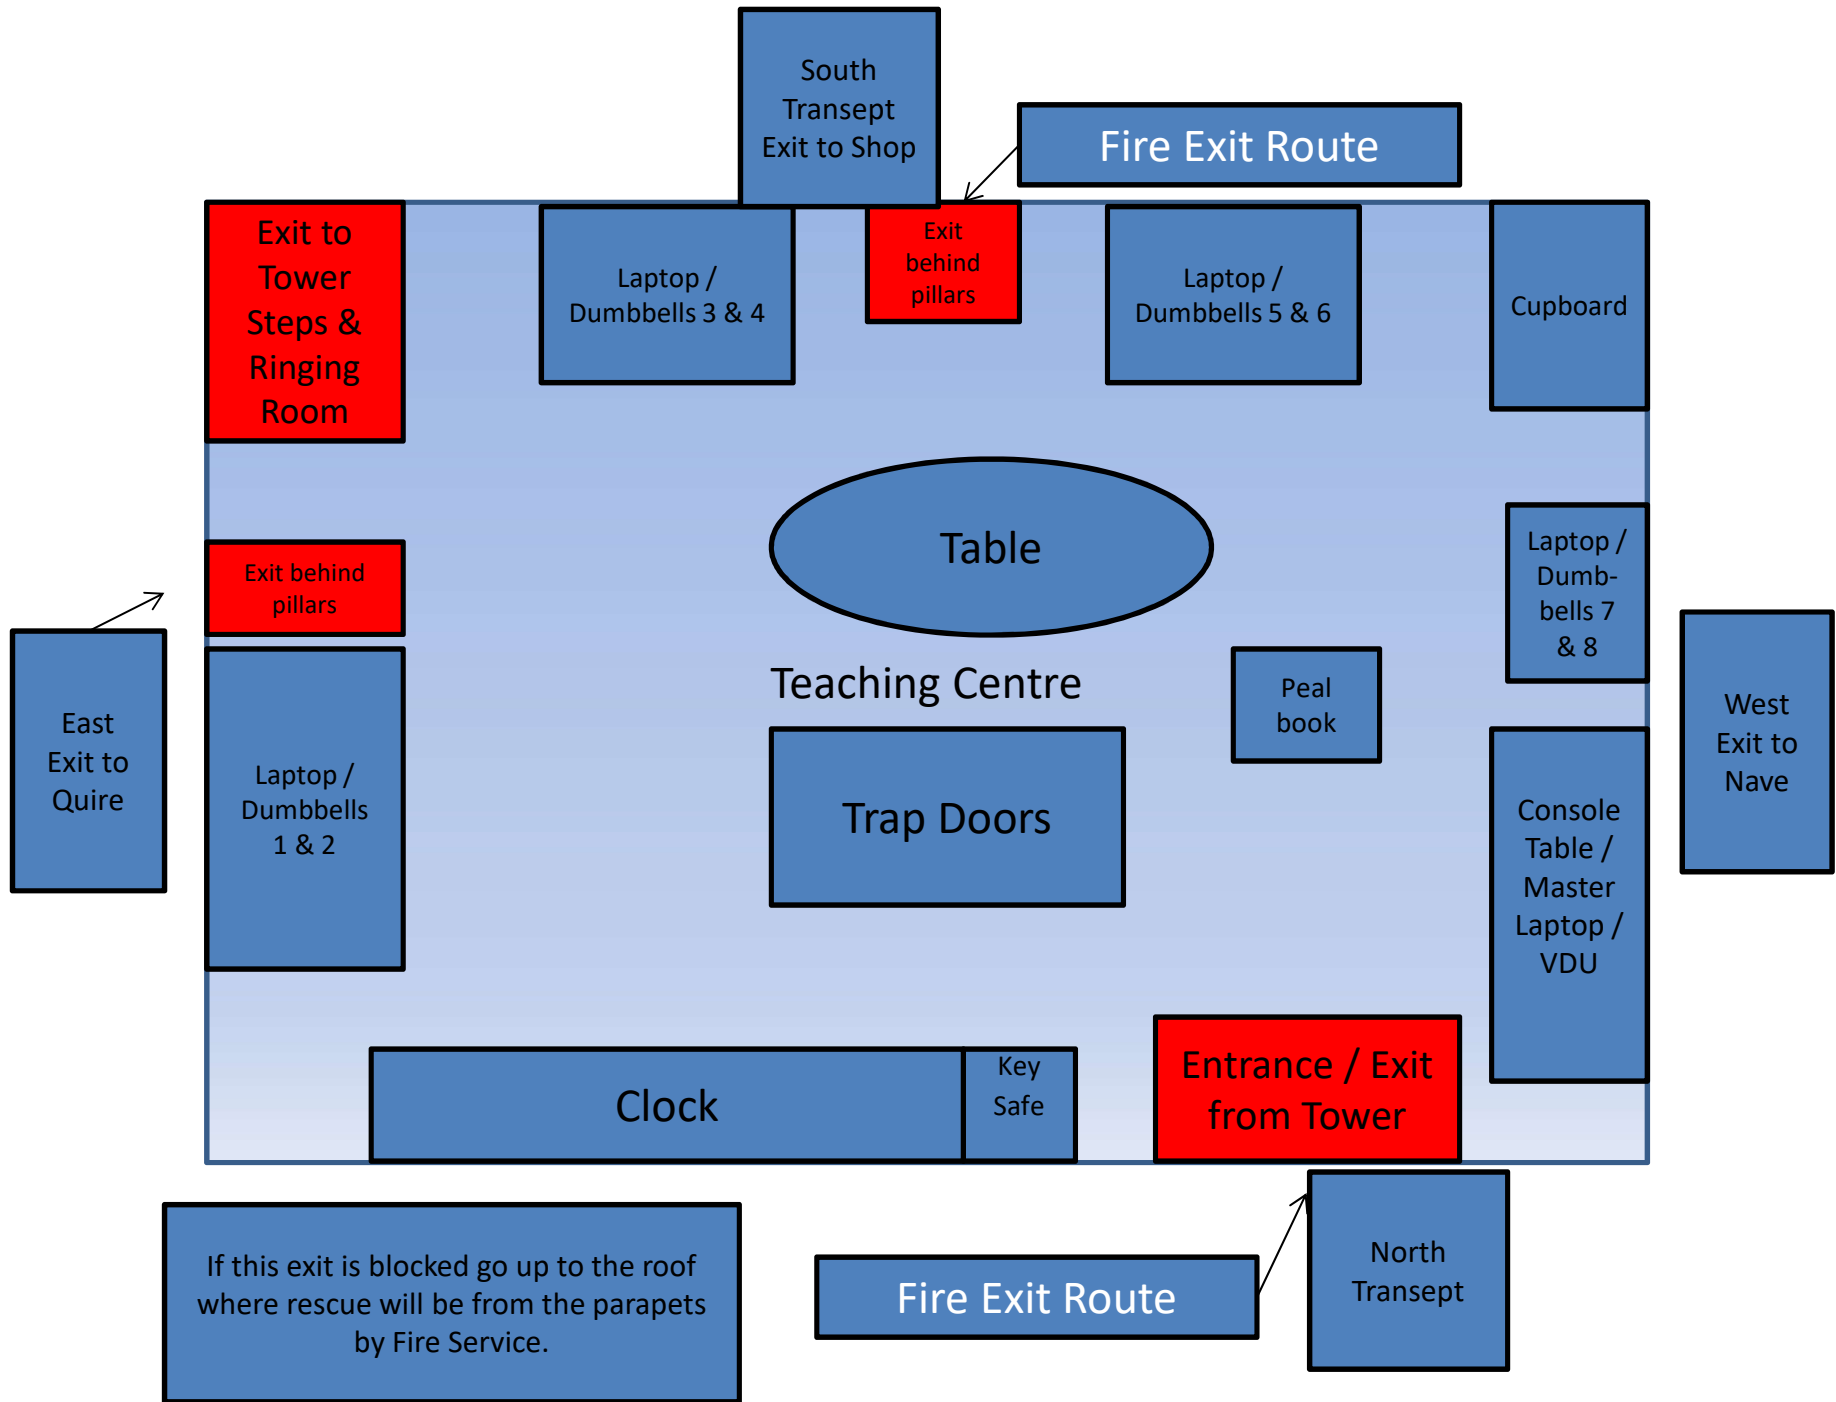 South
Transept
Exit to Shop
Fire Exit Route
Exit to
Tower
Steps &
Ringing
Room
Laptop /
Dumbbells 3 & 4
Exit
behind
pillars
Laptop /
Dumbbells 5 & 6
Cupboard
Table
Laptop /
Dumb-
bells 7
& 8
Exit behind
pillars
East
Exit to
Quire
Laptop /
Dumbbells
1 & 2
Teaching Centre
Peal
book
West
Exit to
Nave
Trap Doors
Console
Table /
Master
Laptop /
VDU
Clock
Key
Safe
Entrance / Exit
from Tower
If this exit is blocked go up to the roof
where rescue will be from the parapets
by Fire Service.
Fire Exit Route
North
Transept